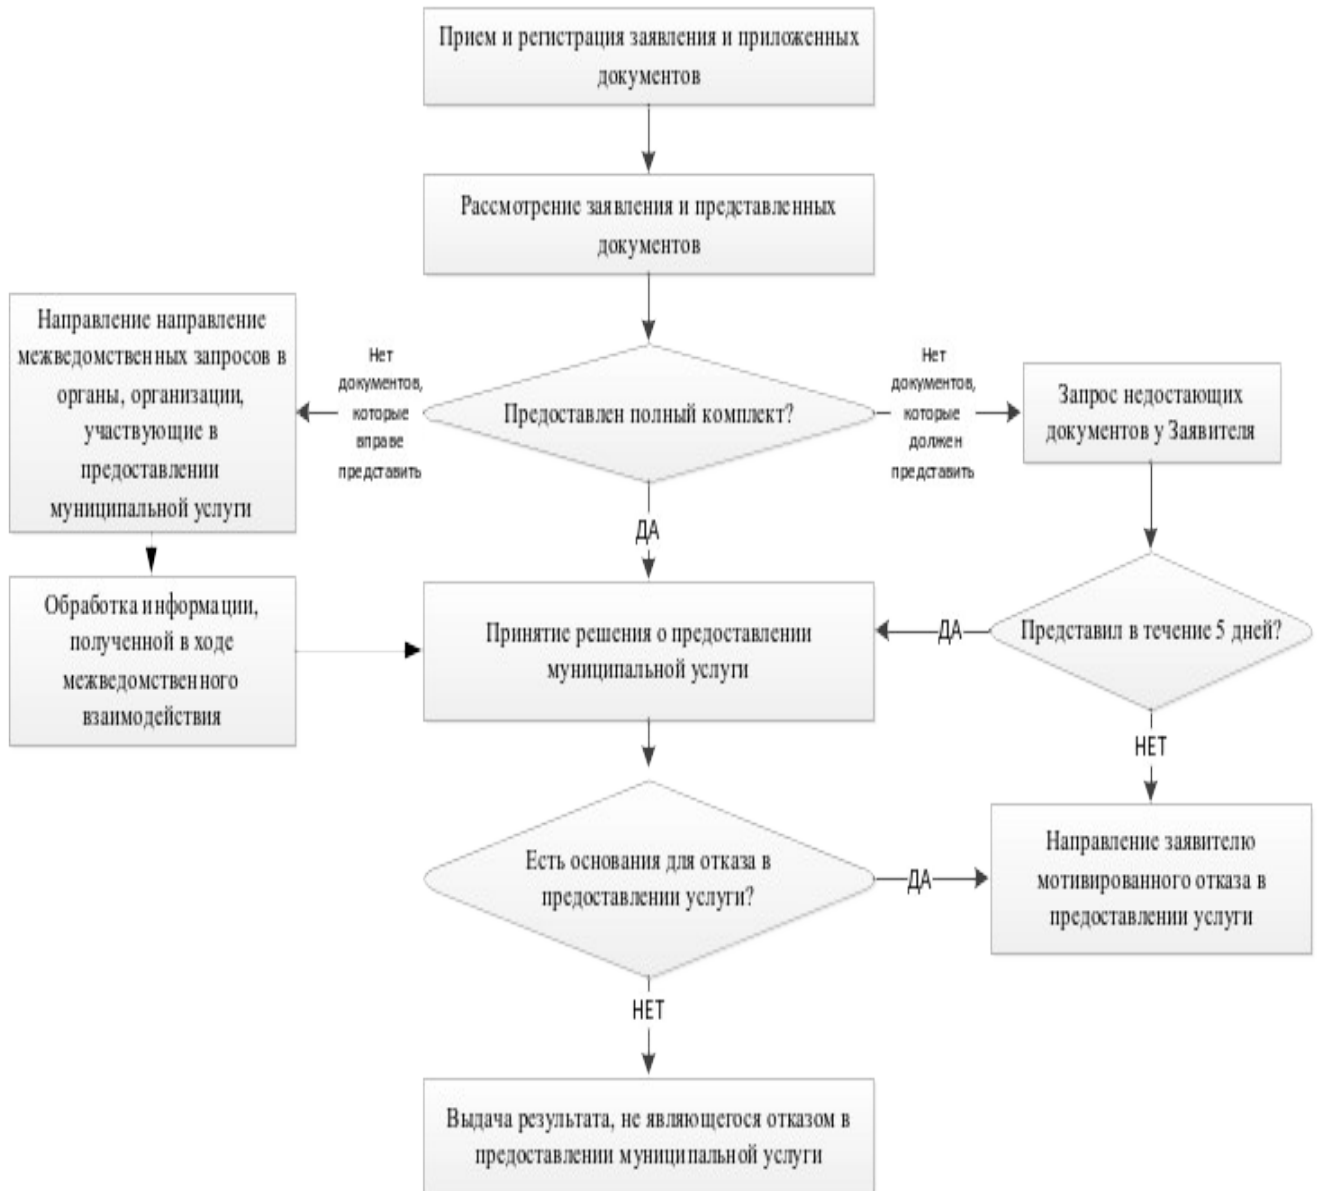 Прием и регистрация заявления и приложенных
документов
Рассмотрение заявления и представленных
документов
Направление направление
межведомственных запросов в
органы, организации,
участвующие в
предоставлении
муниципальной услуги
Нет
документов,
которые
вправе
представить
Предоставлен полный комплект?
Нет
документов,
которые
должен
представить
Запрос недостающих
документов у Заявителя
ДА
Обработка информации,
полученной в ходе
межведомственного
взаимодействия
Принятие решения о предоставлении
муниципальной услуги
ДА
Представил в течение 5 дней?
НЕТ
Есть основания для отказа в
предоставлении услуги?
ДА
Направление заявителю
мотивированного отказа в
предоставлении услуги
НЕТ
Выдача результата, не являющегося отказом в
предоставлении муниципальной услуги